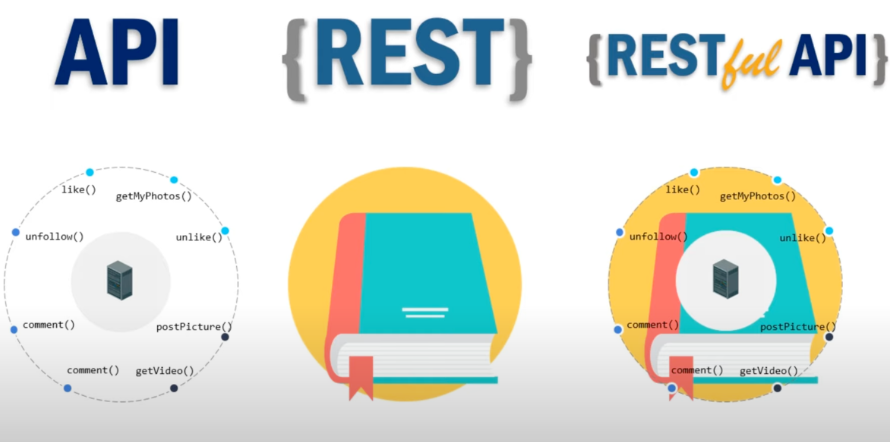 API
{REST}
{RESTful API}
like()
getMyPhotos()
unfollow()
unlike()
comment()
postPicture()
comment()
getVideo()
like()
getMyPhotos()
unfollow()
unlike()
comment()
postPicture()
comment()
getVideo()